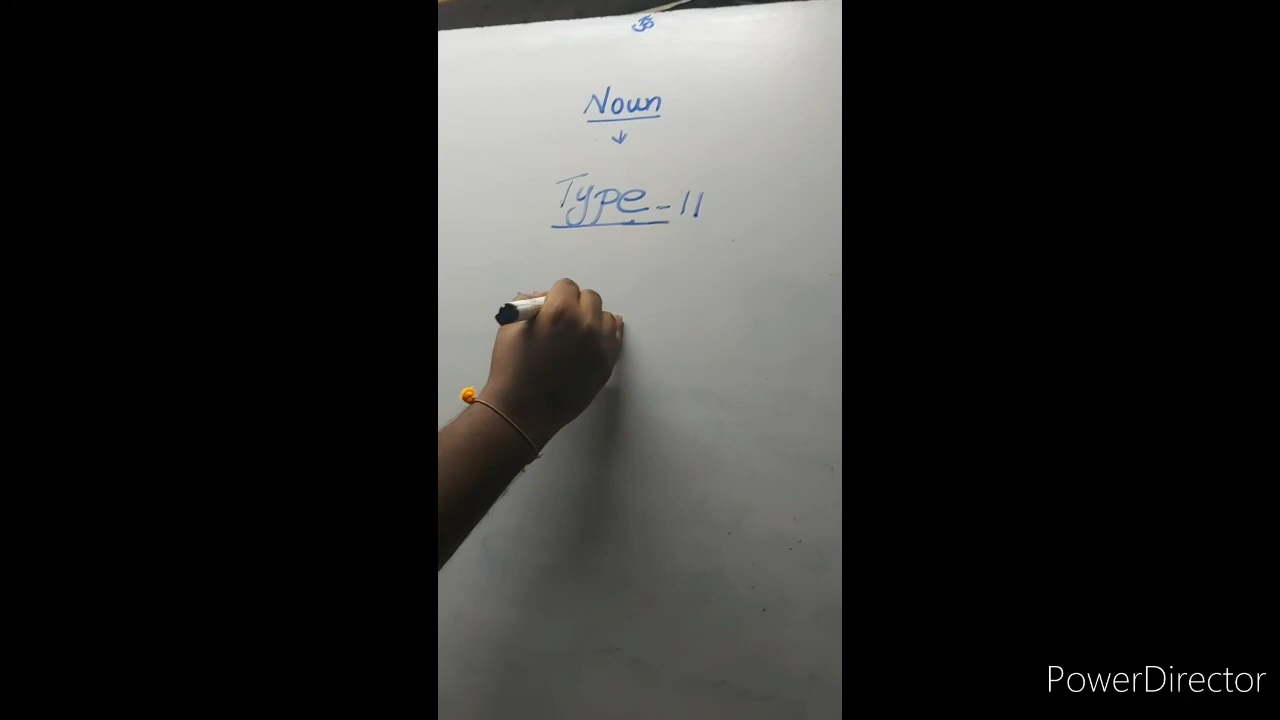 ॐ
Noun
↓
Type-11
PowerDirector